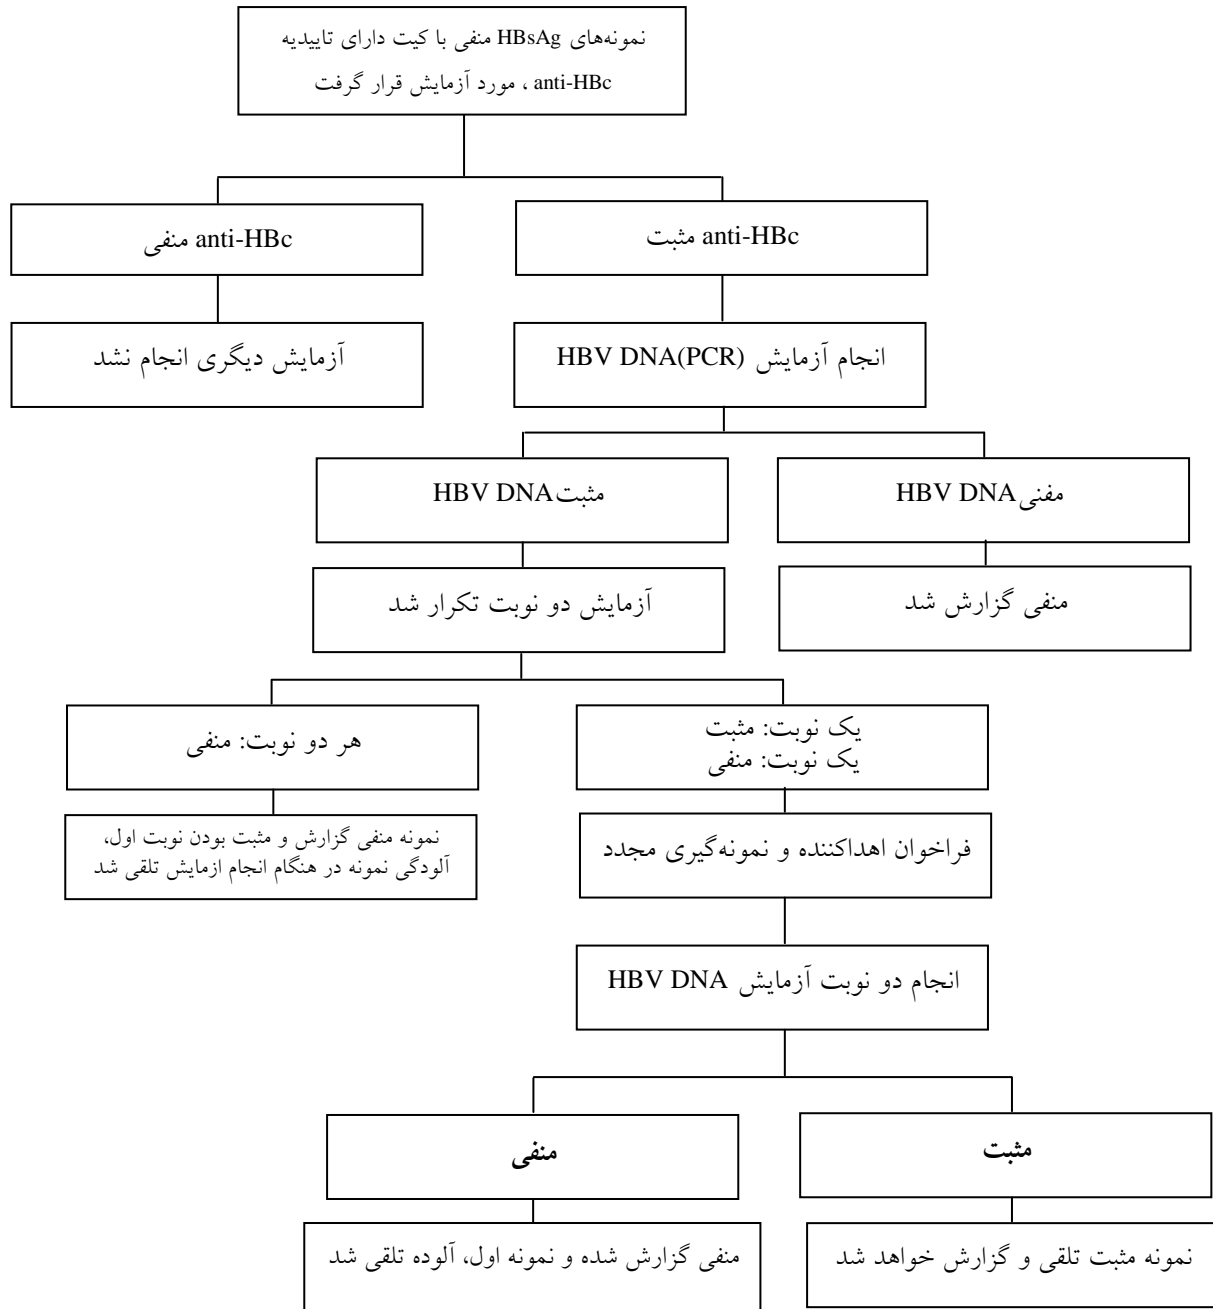 نمونه‌های HBsAg منفی با کیت دارای تاییدیه
anti-HBc ، مورد آزمایش قرار گرفت
anti-HBc مثبت
anti-HBc منفی
انجام آزمایش HBV DNA(PCR)
آزمایش دیگری انجام نشد
مفنی HBV DNA
مثبت HBV DNA
منفی گزارش شد
آزمایش دو نوبت تکرار شد
یک نوبت: مثبت
یک نوبت: منفی
هر دو نوبت: منفی
فراخوان اهداکننده و نمونه‌گیری مجدد
نمونه منفی گزارش و مثبت بودن نوبت اول،
آلودگی نمونه در هنگام انجام ازمایش تلقی شد
انجام دو نوبت آزمایش HBV DNA
مثبت
منفی
نمونه مثبت تلقی و گزارش خواهد شد
منفی گزارش شده و نمونه اول، آلوده تلقی شد